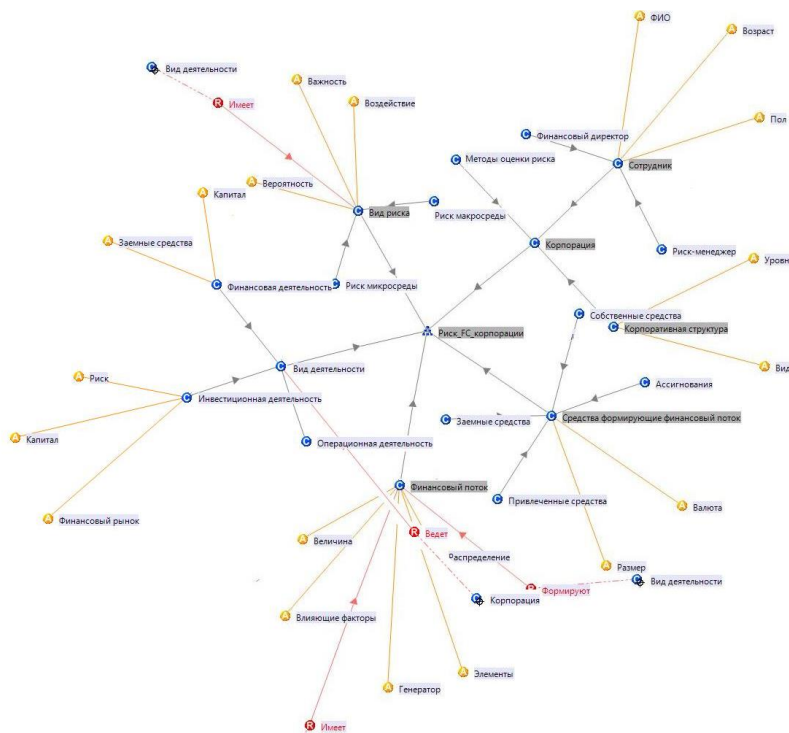 ФИО
Возраст
Вид деятельности
Важность
Имеет
Воздействие
Пол
Финансовый директор
Методы оценки риска
Сотрудник
Вероятность
Капитал
Риск макросреды
Вид риска
Заемные средства
Корпорация
Риск-менеджер
Финансовая деятельность
Риск микросреды
Уровн
Собственные средства
Корпоративная структура
Риск_FC_корпорации
Вид деятельности
Вид
Риск
Ассигнования
Инвестиционная деятельность
Заемные средства
Средства формирующие финансовый поток
Капитал
Операционная деятельность
Финансовый поток
Привлеченные средства
Валюта
Финансовый рынок
Ведет
Величина
аспределение
Размер
Вид деятельности
Формируют
Корпорация
Влияющие факторы
Элементы
Генератор
Имеет